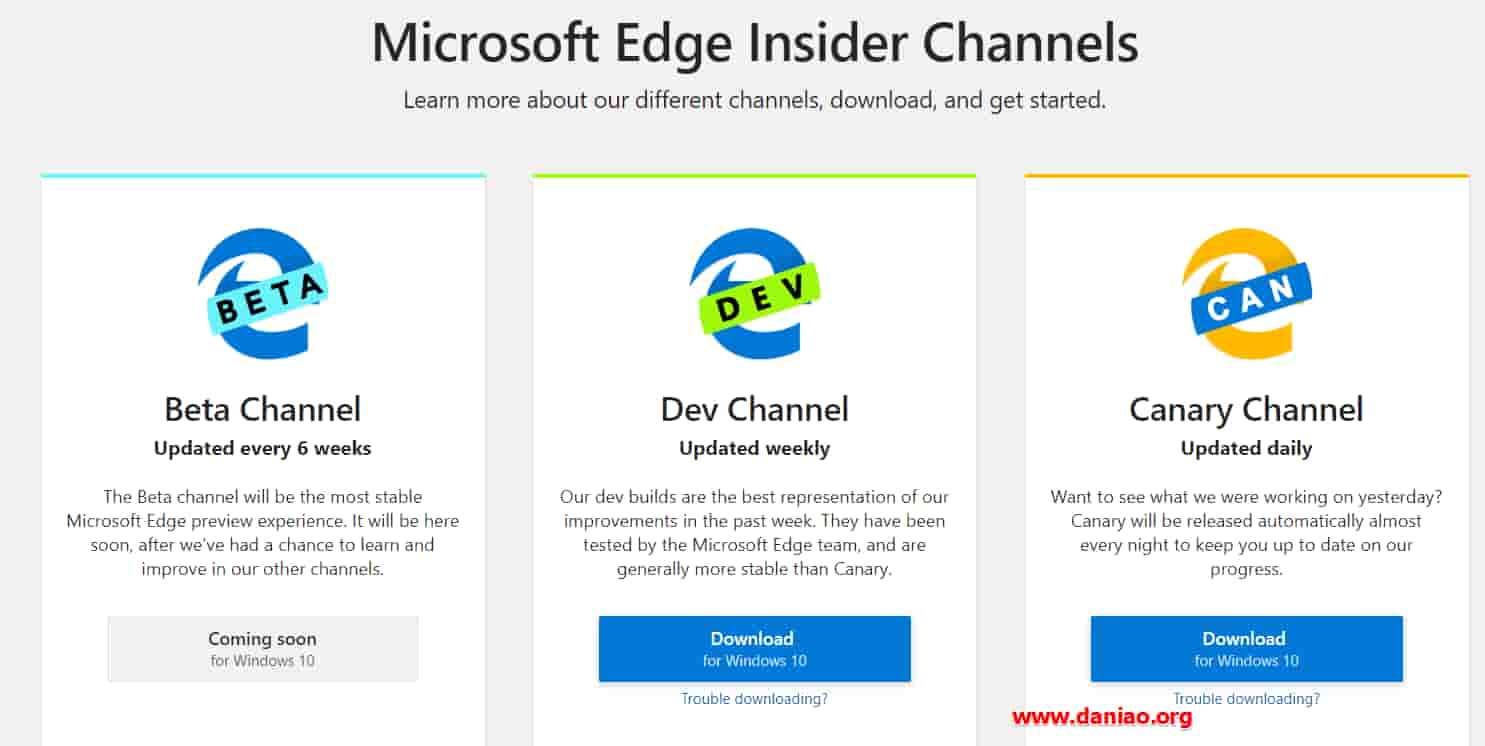 Microsoft Edge Insider Channels
Learn more about our different channels, download, and get started.
BETA
Beta Channel
Updated every 6 weeks
The Beta channel will be the most stable
Microsoft Edge preview experience. It will be here
soon, after we've had a chance to learn and
improve in our other channels.
Coming soon
for Windows 10
DEV
Dev Channel
Updated weekly
Our dev builds are the best representation of our
improvements in the past week. They have been
tested by the Microsoft Edge team, and are
generally more stable than Canary.
Download
for Windows 10
Trouble downloading?
CAN
Canary Channel
Updated daily
Want to see what we were working on yesterday?
Canary will be released automatically almost
every night to keep you up to date on our
progress.
Download
for Windows 10
Trouble downloading?
www.daniao.org